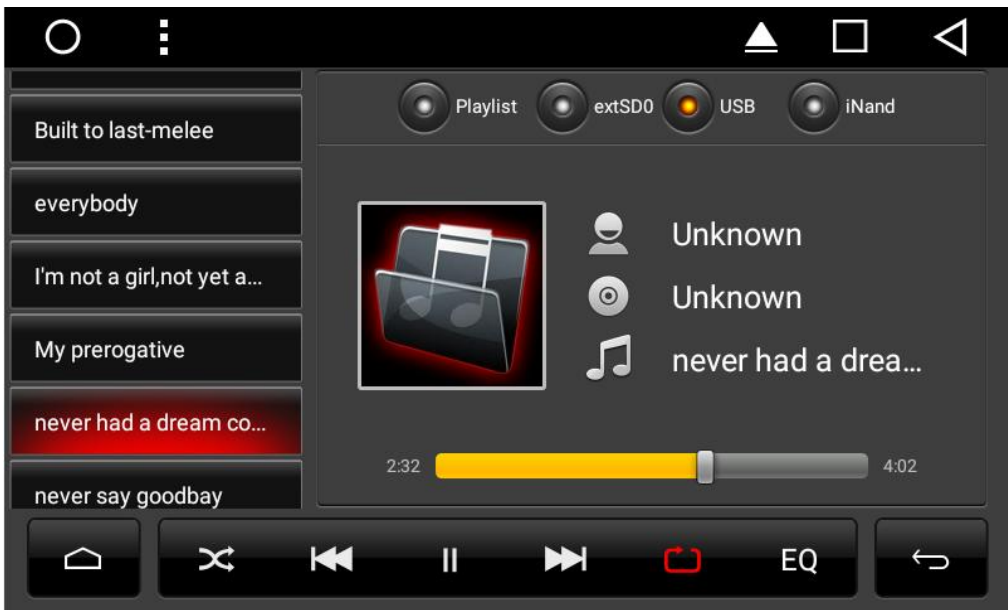 Playlist extSD0 USB iNand
Built to last-melee
everybody
I'm not a girl,not yet a...
My prerogative
never had a dream co...
never say goodbay
Unknown
Unknown
never had a drea...
2:32 4:02
EQ